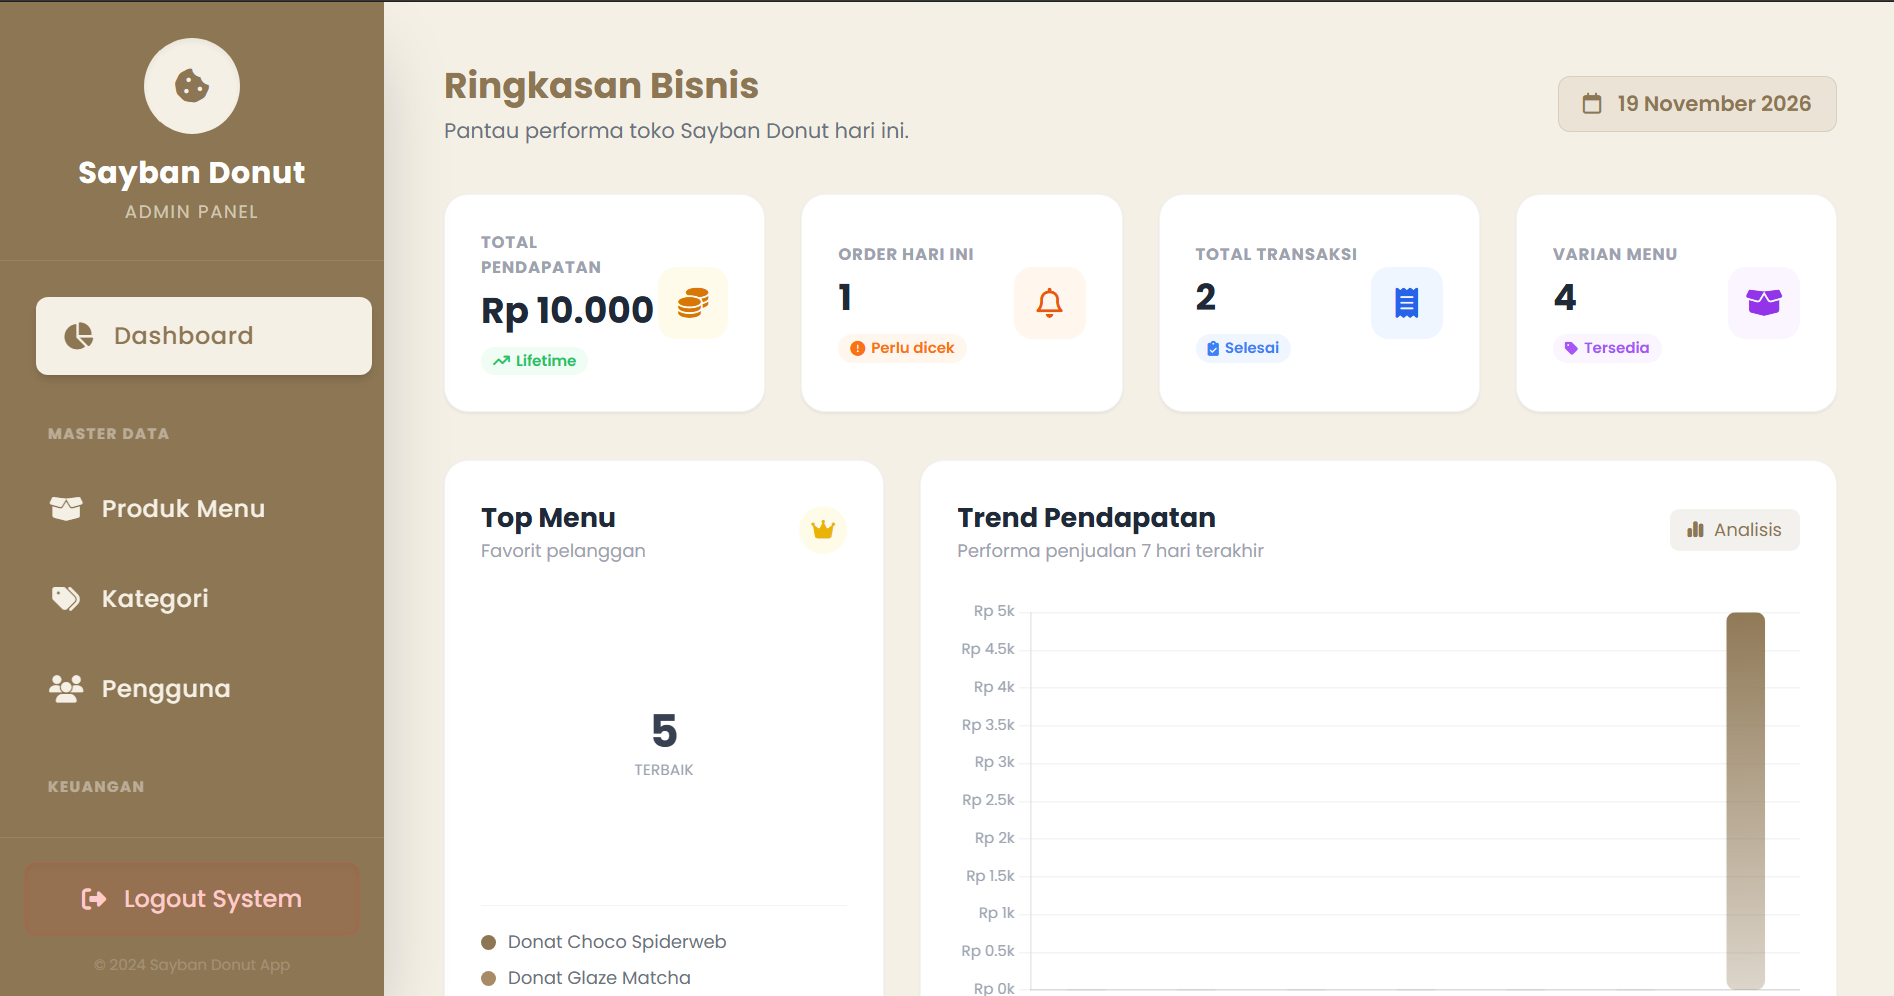 Sayban Donut
ADMIN PANEL
Dashboard
MASTER DATA
Produk Menu
Kategori
Pengguna
KEUANGAN
Logout System
© 2024 Sayban Donut App
Ringkasan Bisnis
Pantau performa toko Sayban Donut hari ini.
19 November 2026
TOTAL
PENDAPATAN
Rp 10.000
Lifetime
ORDER HARI INI
1
Perlu dicek
TOTAL TRANSAKSI
2
Selesai
VARIAN MENU
4
Tersedia
Top Menu
Favorit pelanggan
5
TERBAIK
Donat Choco Spiderweb
Donat Glaze Matcha
Trend Pendapatan
Performa penjualan 7 hari terakhir
Analisis
Rp 5k
Rp 4.5k
Rp 4k
Rp 3.5k
Rp 3k
Rp 2.5k
Rp 2k
Rp 1.5k
Rp 1k
Rp 0.5k
Rp 0k